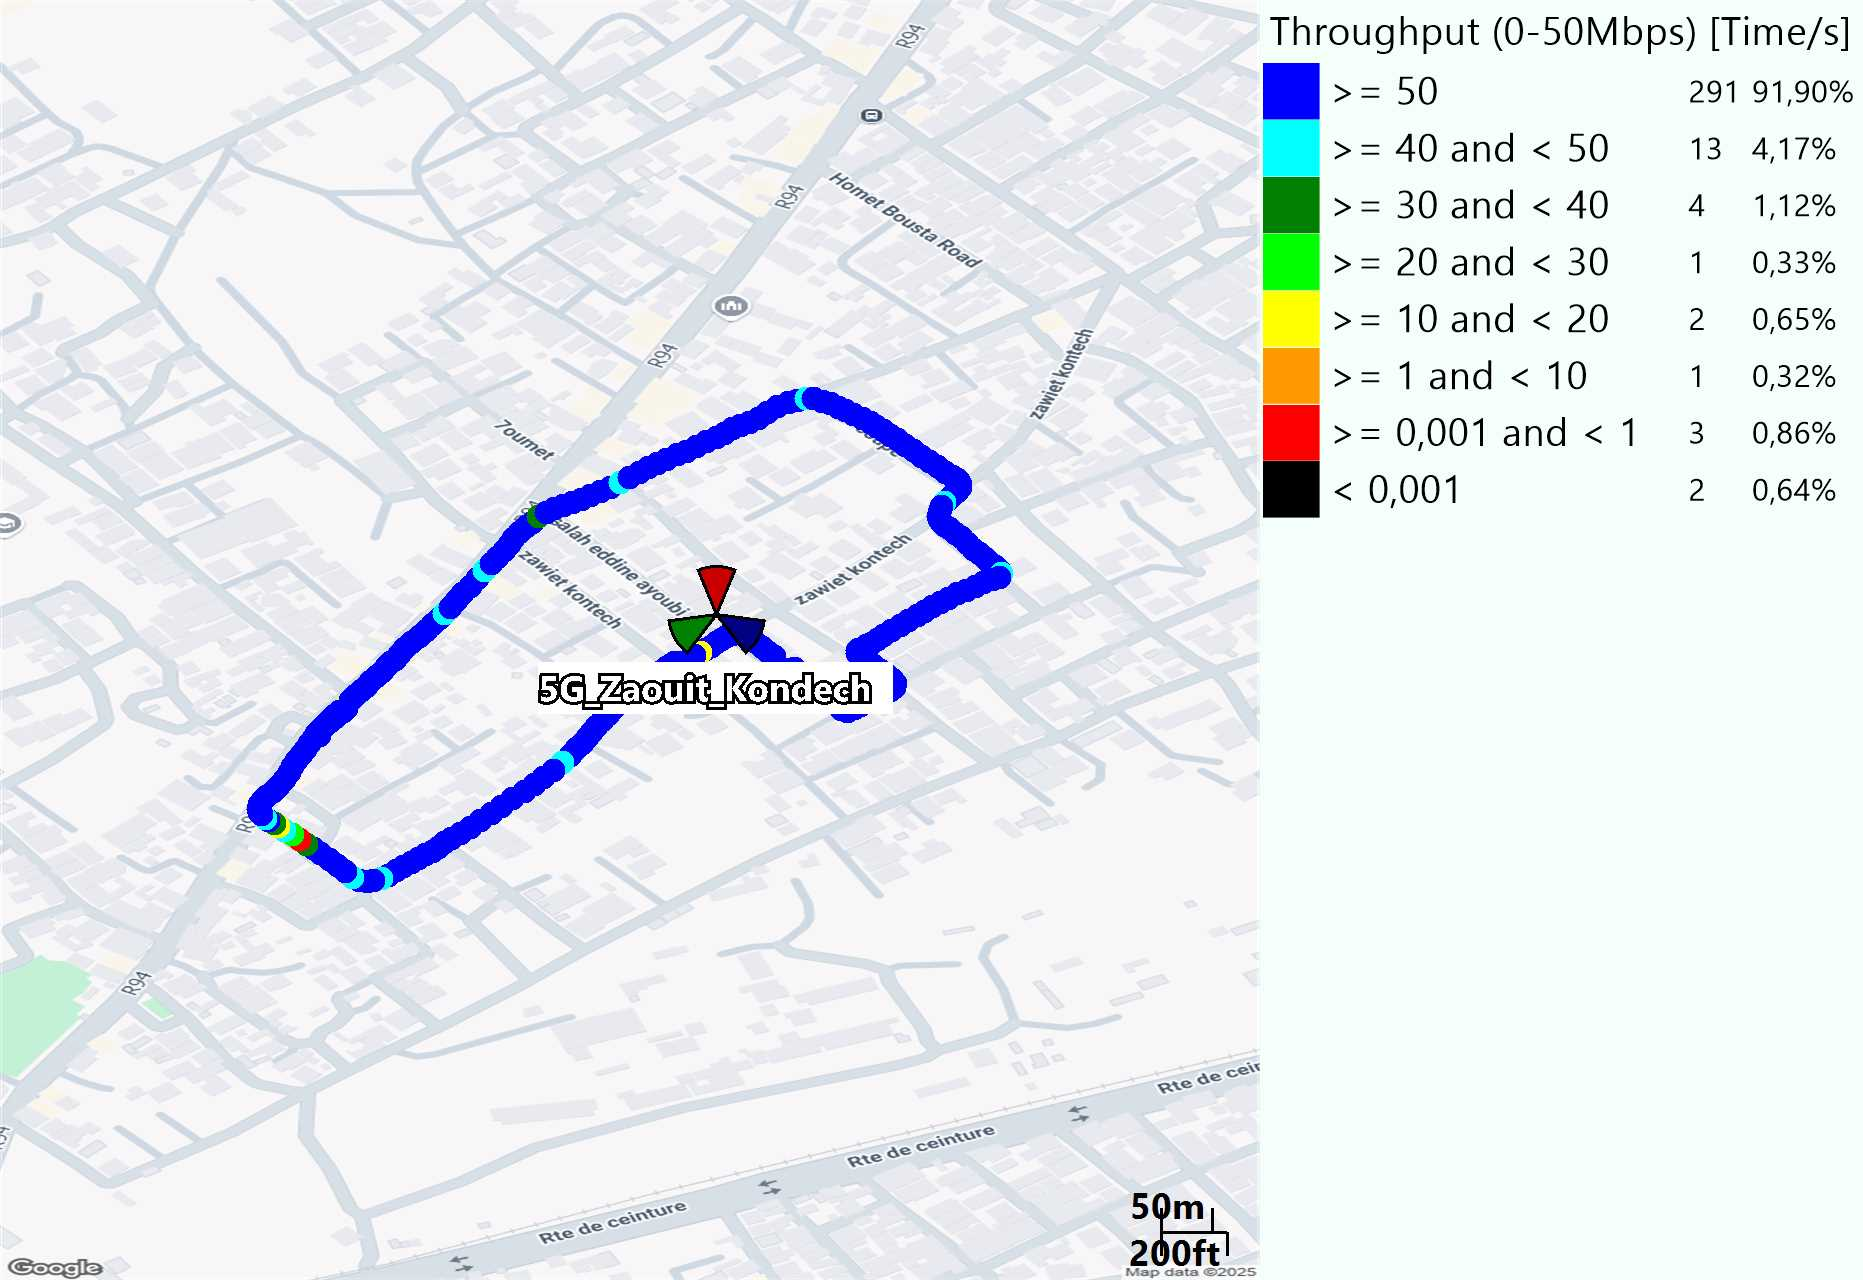 Throughput (0-50Mbps) [Time/s]
>= 50 291 91,90%
>= 40 and < 50 13 4,17%
>= 30 and < 40 4 1,12%
>= 20 and < 30 1 0,33%
>= 10 and < 20 2 0,65%
>= 1 and < 10 1 0,32%
>= 0,001 and < 1 3 0,86%
< 0,001 2 0,64%
R94
Homet Bousta Road
R94
R94
zawiet kontech
7oumet
salah eddine ayoubi
zawiet kontech
zawiet kontech
5G_Zaouit_Kondech
R94
Rte de ceinture
Rte de ceinture
Rte de cein
50m
200ft
Google
Map data ©2025